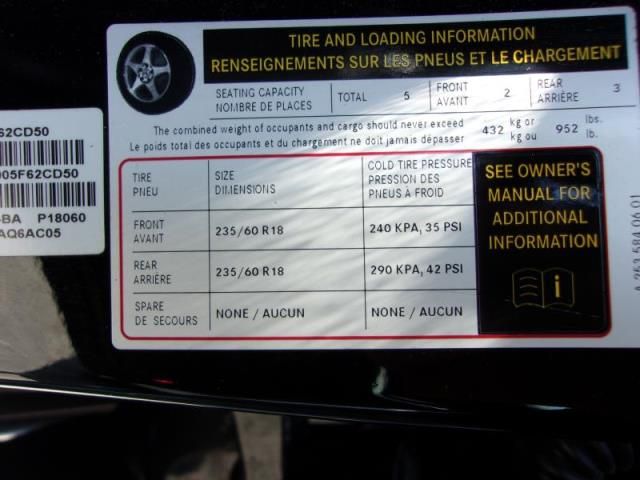 TIRE AND LOADING INFORMATION
RENSEIGNEMENTS SUR LES PNEUS ET LE CHARGEMENT
SEATING CAPACITY
NOMBRE DE PLACES
TOTAL 5
FRONT
AVANT
2
REAR
ARRIÈRE
3
The combined weight of occupants and cargo should never exceed
Le poids total des occupants et du chargement ne doit jamais dépasser
432 kg or
kg ou
952 lbs.
lb.
TIRE
PNEU
SIZE
DIMENSIONS
COLD TIRE PRESSURE
PRESSION DES
PNEUS À FROID
FRONT
AVANT
235/60 R18
240 KPA, 35 PSI
REAR
ARRIÈRE
235/60 R18
290 KPA, 42 PSI
SPARE
DE SECOURS
NONE / AUCUN
NONE / AUCUN
SEE OWNER'S
MANUAL FOR
ADDITIONAL
INFORMATION
i
62CD50
005F62CD50
-BA P18060
AQ6AC05
A 263 584 06 01